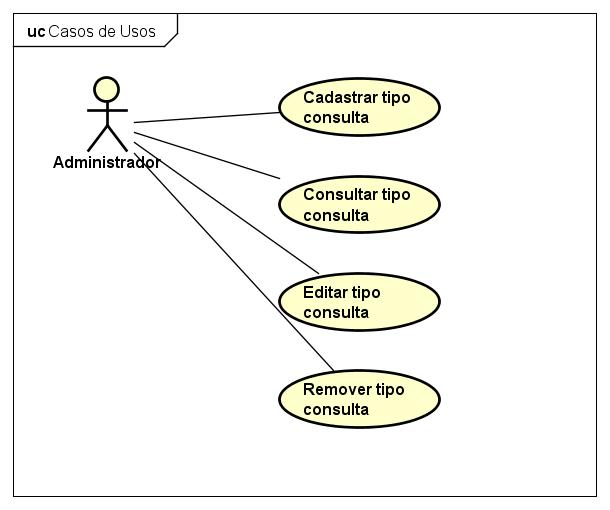 uc Casos de Usos
Administrador
Cadastrar tipo
consulta
Consultar tipo
consulta
Editar tipo
consulta
Remover tipo
consulta